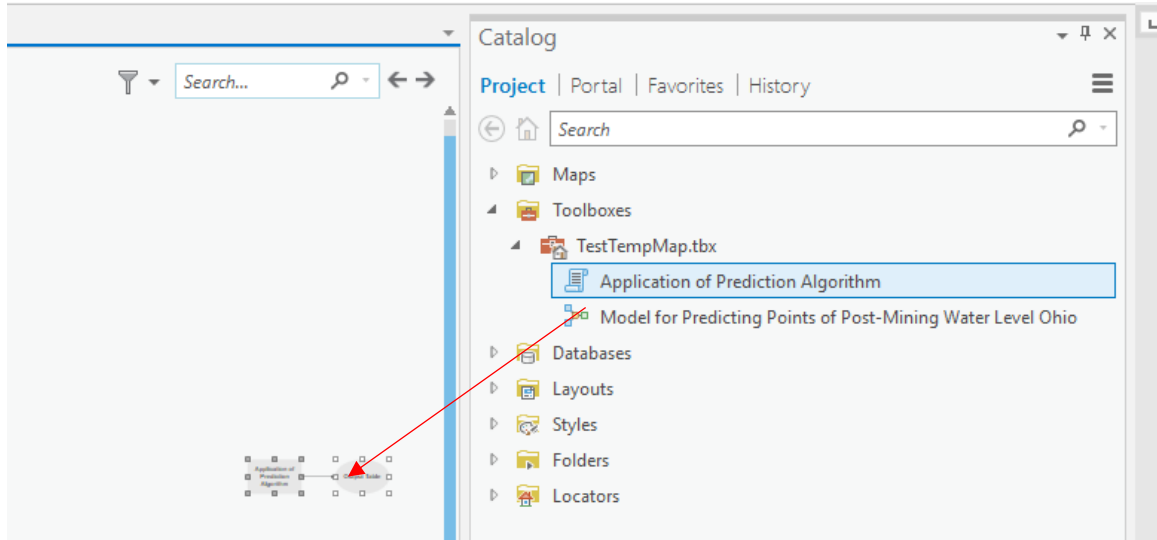 Catalog
Search...
Project | Portal | Favorites | History
Search
Maps
Toolboxes
TestTempMap.tbx
Application of Prediction Algorithm
Model for Predicting Points of Post-Mining Water Level Ohio
Databases
Layouts
Styles
Folders
Locators
Application of
Prediction
Algorithm
Table